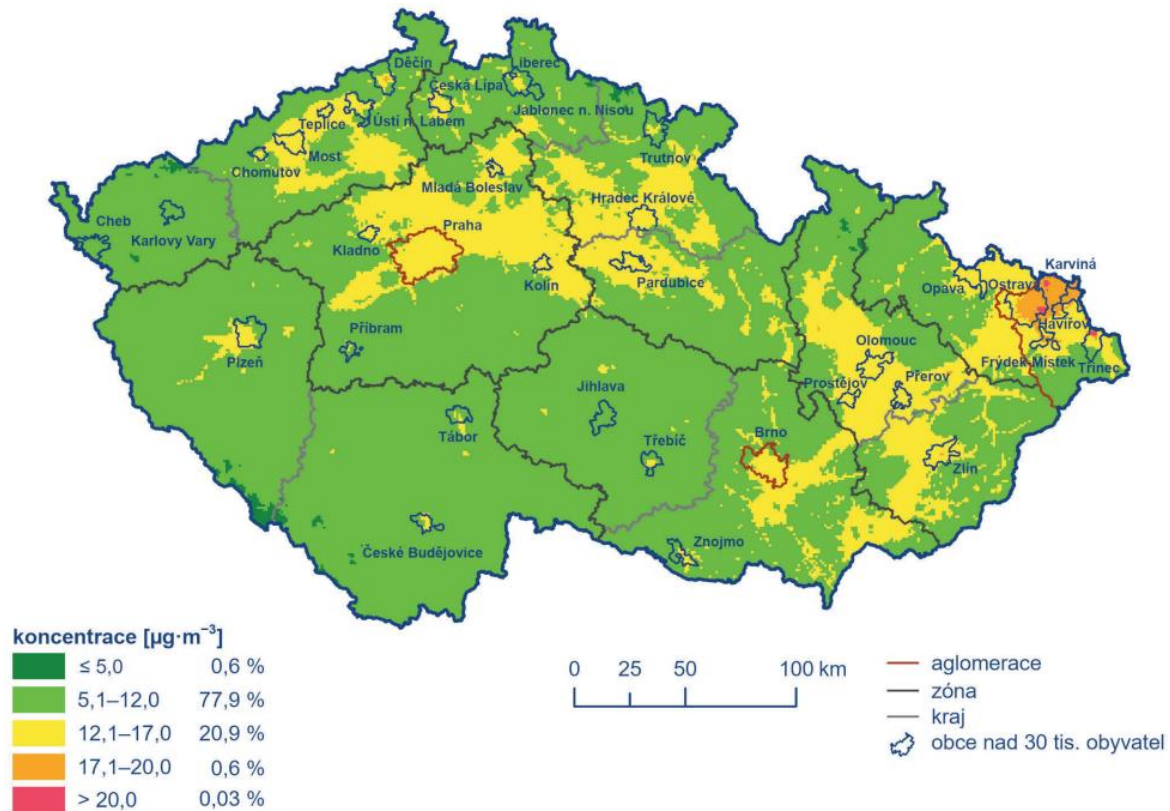 Děčín
Liberec
Česká Lípa
Jablonec n. Nisou
Teplice
Ústí n. Labem
Trutnov
Most
Chomutov
Mladá Boleslav
Hradec Králové
Cheb
Karlovy Vary
Praha
Kladno
Kolín
Pardubice
Karviná
Opava
Ostrava
Havířov
Příbram
Plzeň
Olomouc
Frýdek-Místek
Třinec
Prostějov
Přerov
Jihlava
Tábor
Třebíč
Brno
Zlín
České Budějovice
Znojmo
koncentrace [µg·m⁻³]
≤ 5,0 0,6 %
5,1–12,0 77,9 %
12,1–17,0 20,9 %
17,1–20,0 0,6 %
> 20,0 0,03 %
0 25 50 100 km
aglomerace
zóna
kraj
obce nad 30 tis. obyvatel